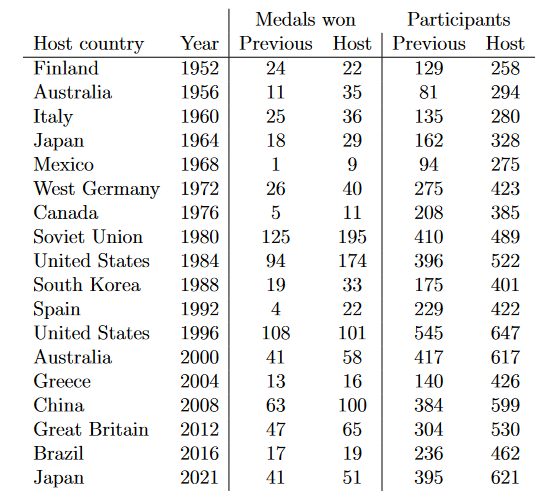 Medals won Participants
Host country Year Previous Host Previous Host
Finland 1952 24 22 129 258
Australia 1956 11 35 81 294
Italy 1960 25 36 135 280
Japan 1964 18 29 162 328
Mexico 1968 1 9 94 275
West Germany 1972 26 40 275 423
Canada 1976 5 11 208 385
Soviet Union 1980 125 195 410 489
United States 1984 94 174 396 522
South Korea 1988 19 33 175 401
Spain 1992 4 22 229 422
United States 1996 108 101 545 647
Australia 2000 41 58 417 617
Greece 2004 13 16 140 426
China 2008 63 100 384 599
Great Britain 2012 47 65 304 530
Brazil 2016 17 19 236 462
Japan 2021 41 51 395 621